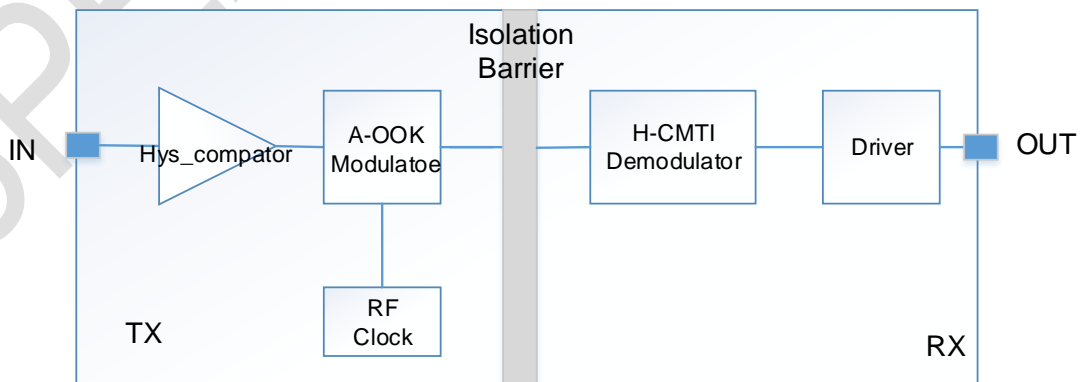 Isolation
Barrier
IN
Hys_compator
A-OOK
Modulatoe
H-CMTI
Demodulator
Driver
OUT
RF
Clock
TX
RX